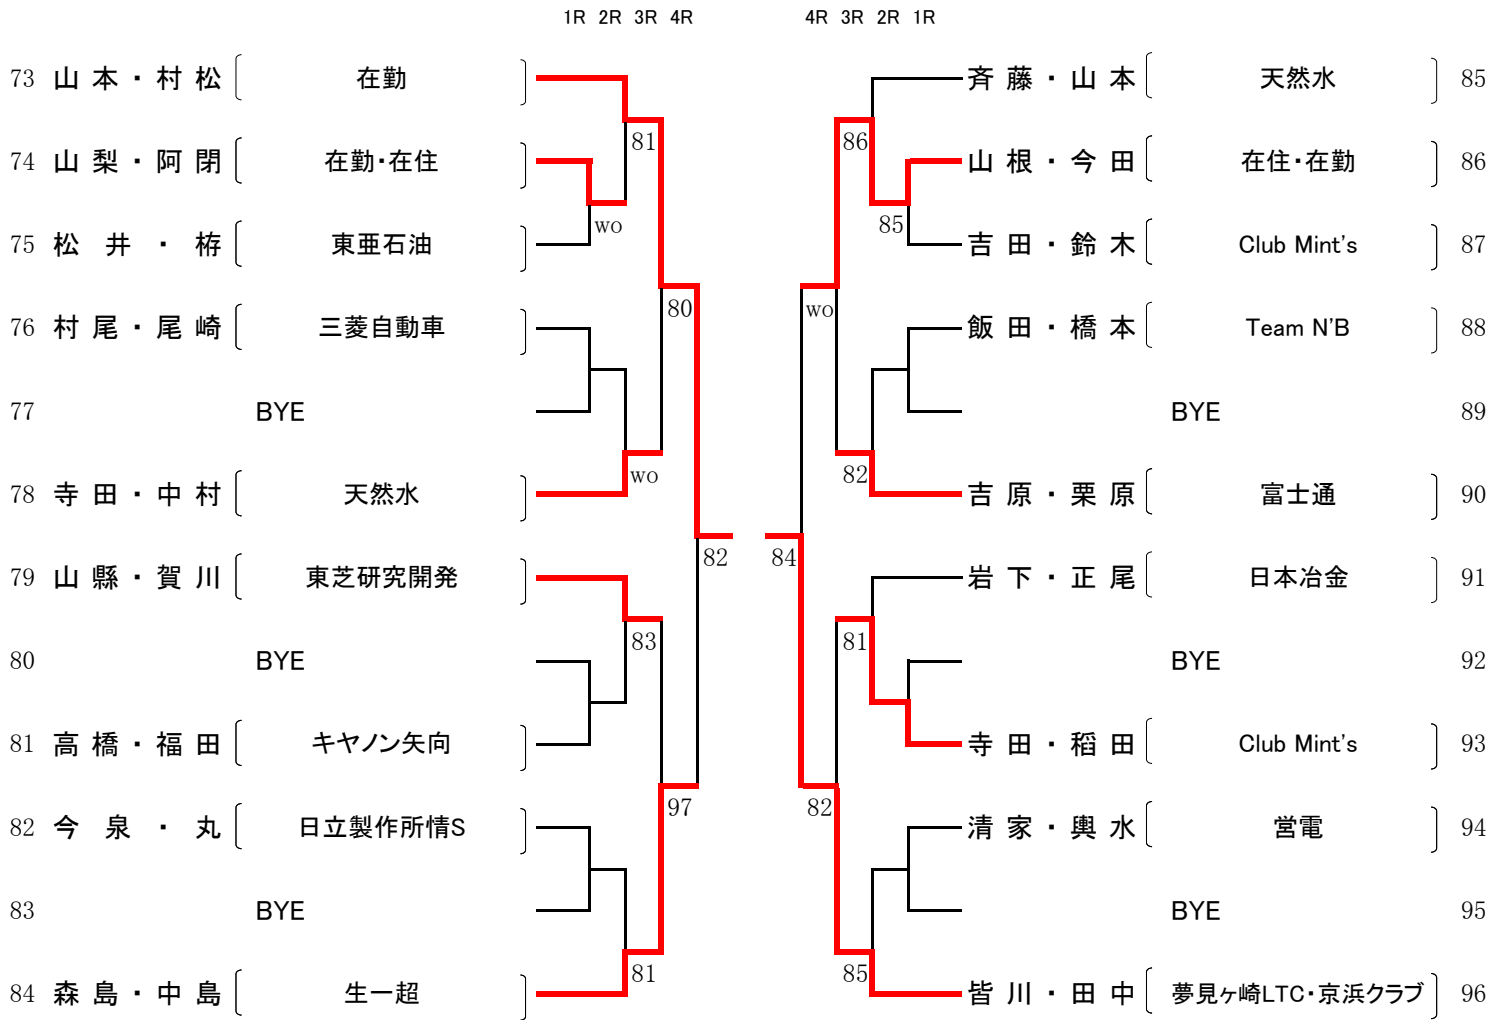 1R 2R 3R 4R 4R 3R 2R 1R
73 山本・村松 在勤 斉藤・山本 天然水 85
81 86
74 山梨・阿閉 在勤・在住 山根・今田 在住・在勤 86
wo 85
75 松井・栫 東亜石油 吉田・鈴木 Club Mint's 87
80 wo
76 村尾・尾崎 三菱自動車 飯田・橋本 Team N'B 88
77 BYE BYE 89
wo 82
78 寺田・中村 天然水 吉原・栗原 富士通 90
82 84
79 山縣・賀川 東芝研究開発 岩下・正尾 日本冶金 91
83 81
80 BYE BYE 92
81 高橋・福田 キヤノン矢向 寺田・稲田 Club Mint's 93
97 82
82 今泉・丸 日立製作所情S 清家・輿水 営電 94
83 BYE BYE 95
81 85
84 森島・中島 生一超 皆川・田中 夢見ヶ崎LTC・京浜クラブ 96